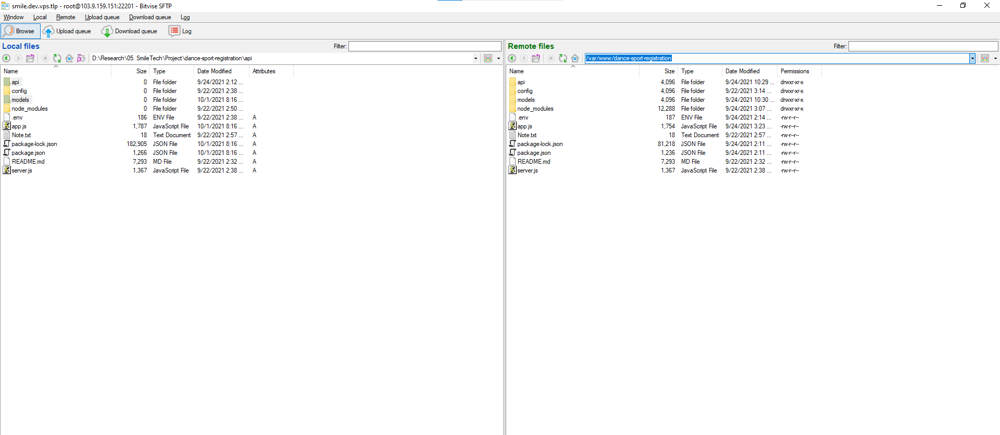 smile.dev.vps.tlp - root@103.9.159.151:22201 - Bitvise SFTP
Window Local Remote Upload queue Download queue Log
Browse Upload queue Download queue Log
Local files Filter:
D:\Research\05. SmileTech\Project\dance-sport-registration\api
Name Size Type Date Modified Attributes
api 0 File folder 9/24/2021 2:12 ...
config 0 File folder 9/22/2021 2:38 ...
models 0 File folder 10/1/2021 8:16 ...
node_modules 0 File folder 9/22/2021 2:50 ...
.env 186 ENV File 9/22/2021 2:38 ... A
app.js 1,787 JavaScript File 10/1/2021 8:16 ... A
Note.txt 18 Text Document 9/22/2021 2:57 ... A
package-lock.json 182,905 JSON File 10/1/2021 8:16 ... A
package.json 1,266 JSON File 10/1/2021 8:16 ... A
README.md 7,293 MD File 9/22/2021 2:32 ... A
server.js 1,367 JavaScript File 9/22/2021 2:38 ... A
Remote files Filter:
/var/www/dance-sport-registration
Name Size Type Date Modified Permissions
api 4,096 File folder 9/24/2021 10:29 ... drwxr-xr-x
config 4,096 File folder 9/22/2021 3:14 ... drwxr-xr-x
models 4,096 File folder 9/24/2021 10:30 ... drwxr-xr-x
node_modules 12,288 File folder 9/24/2021 3:07 ... drwxr-xr-x
.env 187 ENV File 9/24/2021 2:14 ... -rw-r--r--
app.js 1,754 JavaScript File 9/24/2021 3:23 ... -rw-r--r--
Note.txt 18 Text Document 9/22/2021 2:57 ... -rw-r--r--
package-lock.json 81,218 JSON File 9/24/2021 2:11 ... -rw-r--r--
package.json 1,236 JSON File 9/24/2021 2:11 ... -rw-r--r--
README.md 7,293 MD File 9/22/2021 2:32 ... -rw-r--r--
server.js 1,367 JavaScript File 9/22/2021 2:38 ... -rw-r--r--